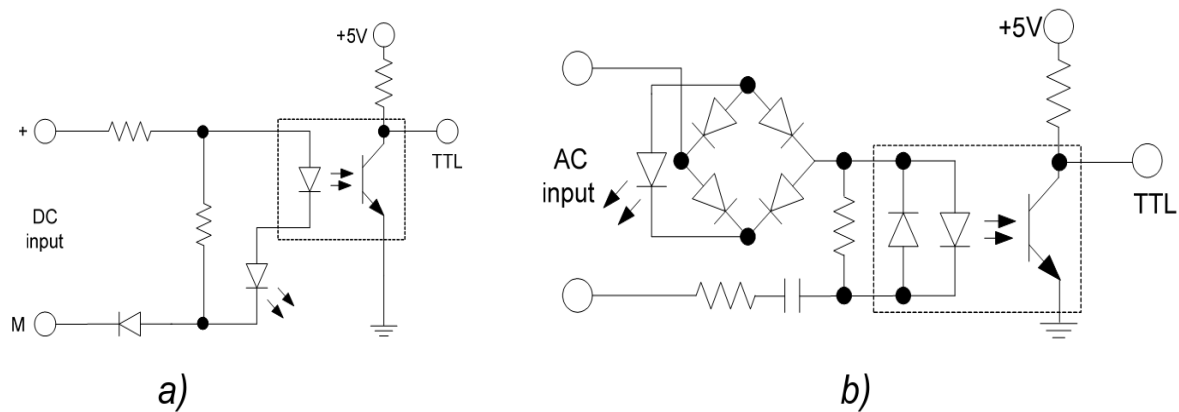 +5V
+
TTL
DC
input
M
a)
+5V
AC
input
TTL
b)